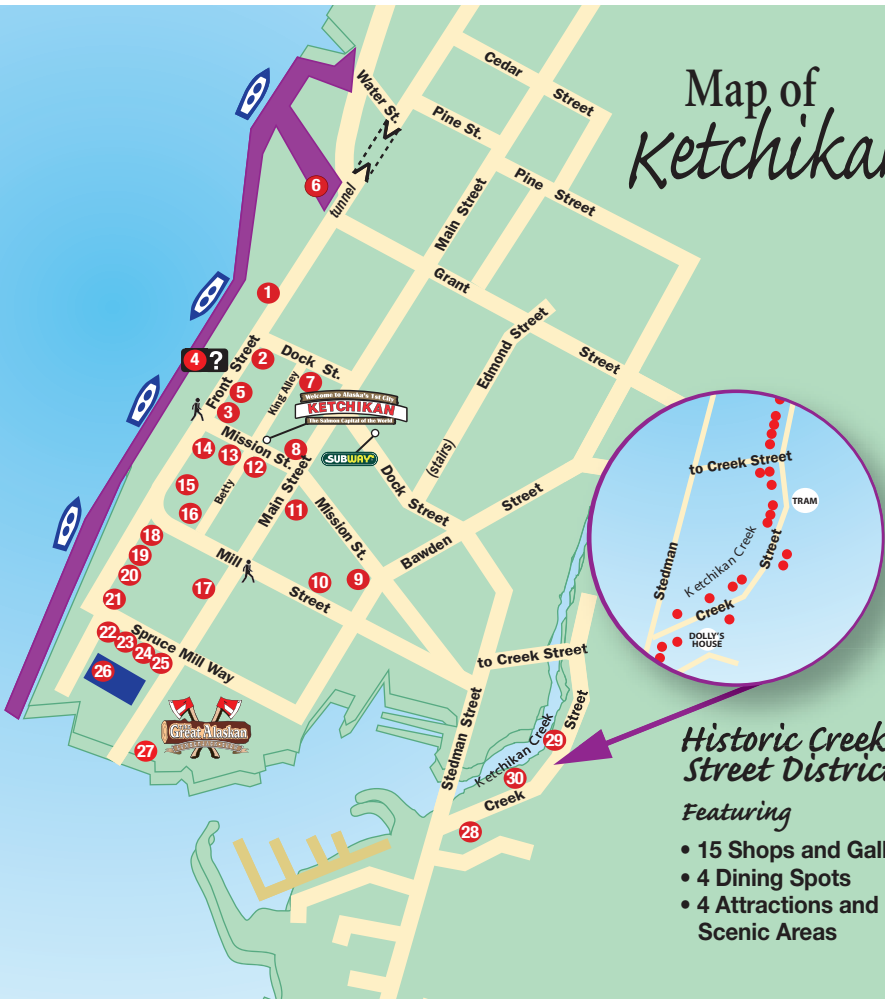 Map of
Ketchikan
Cedar
Street
Water St.
Pine St.
Pine Street
tunnel
6
Main Street
Grant
Street
1
4 ?
Front Street
2
Dock St.
King Alley
7
5
3
Welcome to Alaska's 1st City
KETCHIKAN
The Salmon Capital of the World
SUBWAY
Edmond Street
(stairs)
14
13
Mission St.
12
8
Main Street
Betty
15
16
11
Mission St.
Dock Street
Bawden
Street
18
19
20
21
Mill
Street
17
10
9
22
23
24
25
26
Spruce Mill Way
Great Alaskan
27
to Creek Street
Stedman Street
Ketchikan Creek
Street
29
30
Creek
28
to Creek Street
TRAM
Stedman
Ketchikan Creek
Street
Creek
DOLLY'S
HOUSE
Historic Creek
Street District
Featuring
• 15 Shops and Gall
• 4 Dining Spots
• 4 Attractions and
Scenic Areas